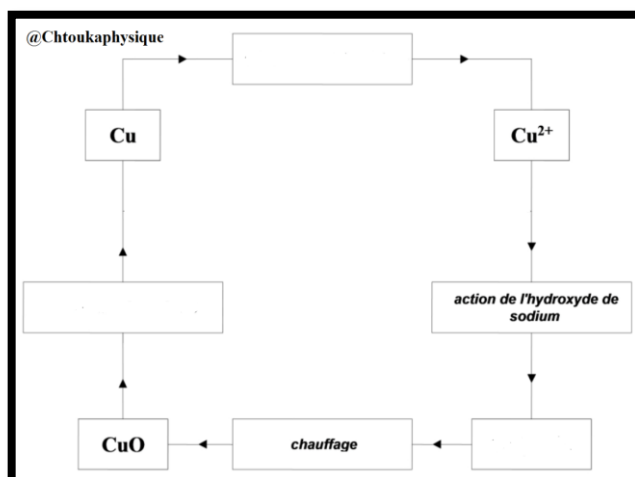 @Chtoukaphysique
Cu
Cu²⁺
action de l'hydroxyde de
sodium
CuO
chauffage